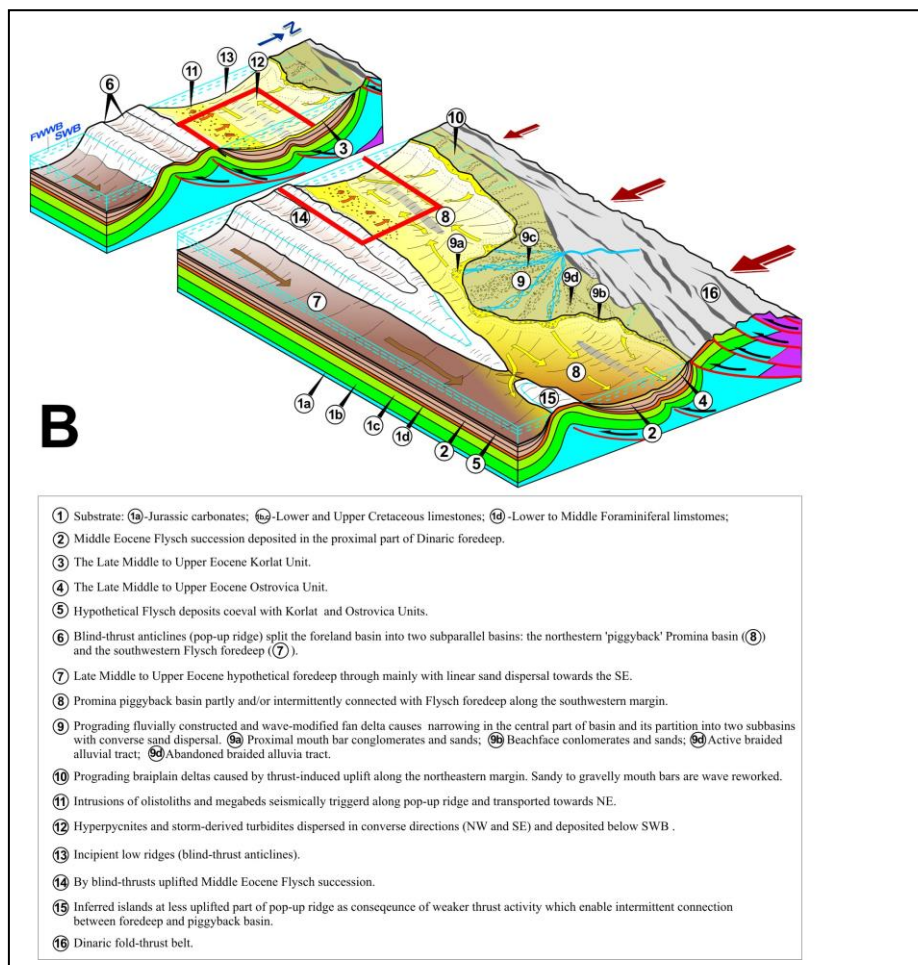 N
11
13
12
6
FWWB
SWB
10
3
14
8
9a
9c
9
9d
9b
16
7
8
15
4
2
1a
1b
1c
1d
2
5
B
1 Substrate: 1a-Jurassic carbonates; 1b,c-Lower and Upper Cretaceous limestones; 1d-Lower to Middle Foraminiferal limstomes;
2 Middle Eocene Flysch succession deposited in the proximal part of Dinaric foredeep.
3 The Late Middle to Upper Eocene Korlat Unit.
4 The Late Middle to Upper Eocene Ostrovica Unit.
5 Hypothetical Flysch deposits coeval with Korlat and Ostrovica Units.
6 Blind-thrust anticlines (pop-up ridge) split the foreland basin into two subparallel basins: the northestern 'piggyback' Promina basin (8)
and the southwestern Flysch foredeep (7).
7 Late Middle to Upper Eocene hypothetical foredeep through mainly with linear sand dispersal towards the SE.
8 Promina piggyback basin partly and/or intermittently connected with Flysch foredeep along the southwestern margin.
9 Prograding fluvially constructed and wave-modified fan delta causes narrowing in the central part of basin and its partition into two subbasins
with converse sand dispersal. 9a Proximal mouth bar conglomerates and sands; 9b Beachface conlomerates and sands; 9d Active braided
alluvial tract; 9d Abandoned braided alluvia tract.
10 Prograding braiplain deltas caused by thrust-induced uplift along the northeastern margin. Sandy to gravelly mouth bars are wave reworked.
11 Intrusions of olistoliths and megabeds seismically triggerd along pop-up ridge and transported towards NE.
12 Hyperpycnites and storm-derived turbidites dispersed in converse directions (NW and SE) and deposited below SWB .
13 Incipient low ridges (blind-thrust anticlines).
14 By blind-thrusts uplifted Middle Eocene Flysch succession.
15 Inferred islands at less uplifted part of pop-up ridge as conseqeunce of weaker thrust activity which enable intermittent connection
between foredeep and piggyback basin.
16 Dinaric fold-thrust belt.